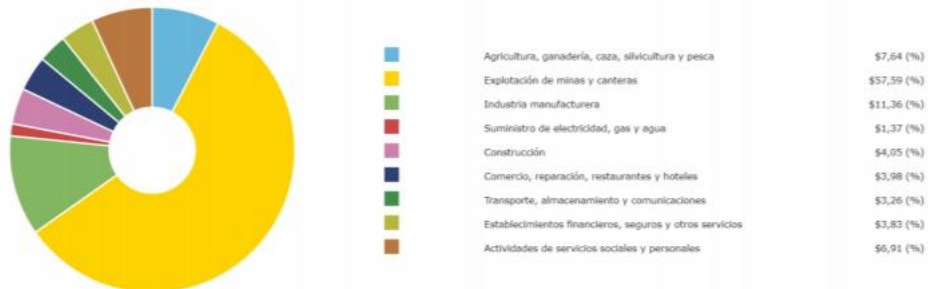 Agricultura, ganadería, caza, silvicultura y pesca $7,64 (%)
Explotación de minas y canteras $57,59 (%)
Industria manufacturera $11,36 (%)
Suministro de electricidad, gas y agua $1,37 (%)
Construcción $4,05 (%)
Comercio, reparación, restaurantes y hoteles $3,98 (%)
Transporte, almacenamiento y comunicaciones $3,26 (%)
Establecimientos financieros, seguros y otros servicios $3,83 (%)
Actividades de servicios sociales y personales $6,91 (%)